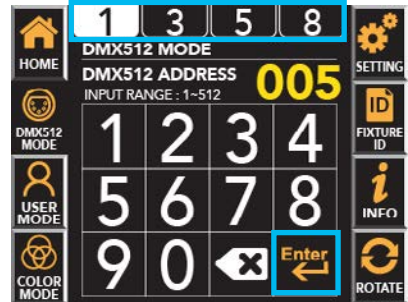 1 3 5 8
HOME
DMX512 MODE
DMX512 ADDRESS
INPUT RANGE : 1~512
005
SETTING
DMX512
MODE
1 2 3 4
ID
FIXTURE
ID
USER
MODE
5 6 7 8
i
INFO
COLOR
MODE
9 0 x Enter
ROTATE